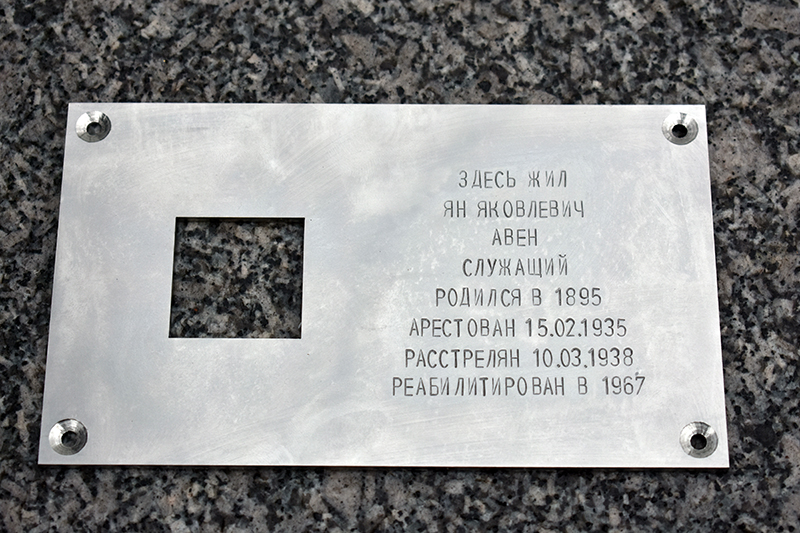 ЗДЕСЬ ЖИЛ
ЯН ЯКОВЛЕВИЧ
АВЕН
СЛУЖАЩИЙ
РОДИЛСЯ В 1895
АРЕСТОВАН 15.02.1935
РАССТРЕЛЯН 10.03.1938
РЕАБИЛИТИРОВАН В 1967